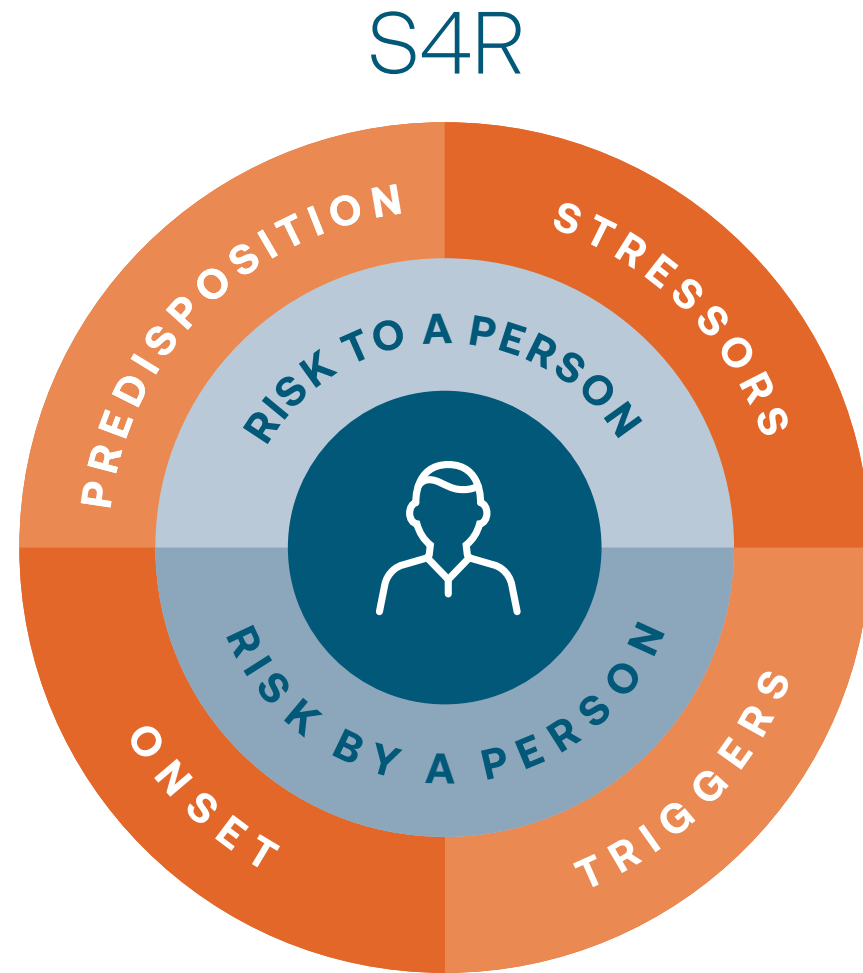 S4R
PREDISPOSITION
STRESSORS
RISK TO A PERSON
RISK BY A PERSON
ONSET
TRIGGERS